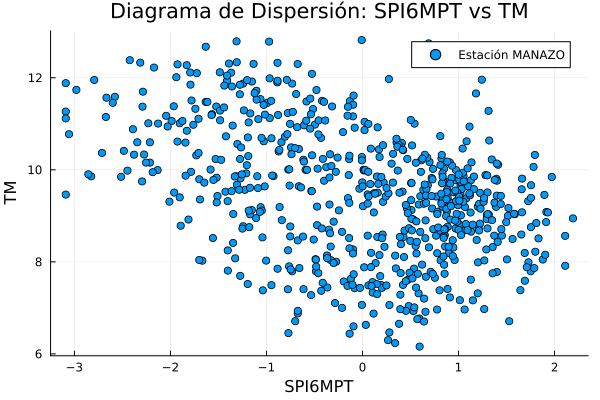 Diagrama de Dispersión: SPI6MPT vs TM
Estación MANAZO
TM
12
10
8
6
−3 −2 −1 0 1 2
SPI6MPT